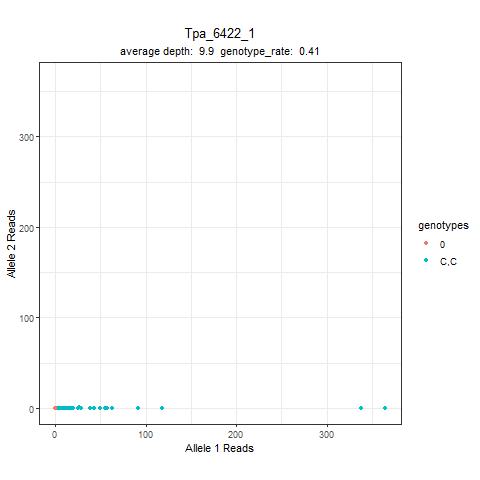 Tpa_6422_1
average depth: 9.9 genotype_rate: 0.41
300
200
100
0
Allele 2 Reads
0 100 200 300
Allele 1 Reads
genotypes
0
C,C